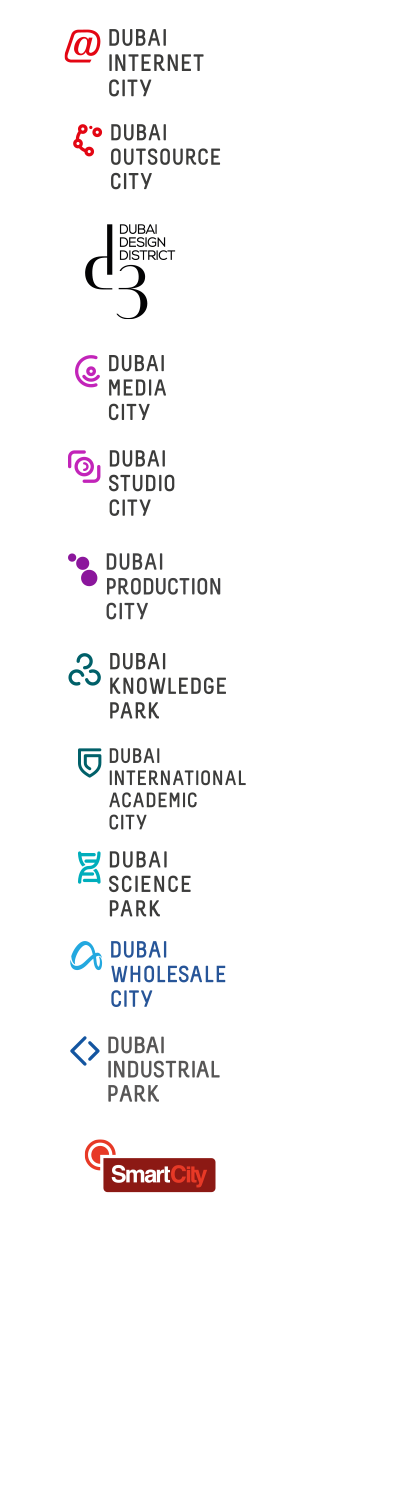 DUBAI
INTERNET
CITY
DUBAI
OUTSOURCE
CITY
DUBAI
DESIGN
DISTRICT
d3
DUBAI
MEDIA
CITY
DUBAI
STUDIO
CITY
DUBAI
PRODUCTION
CITY
DUBAI
KNOWLEDGE
PARK
DUBAI
INTERNATIONAL
ACADEMIC
CITY
DUBAI
SCIENCE
PARK
DUBAI
WHOLESALE
CITY
DUBAI
INDUSTRIAL
PARK
SmartCity